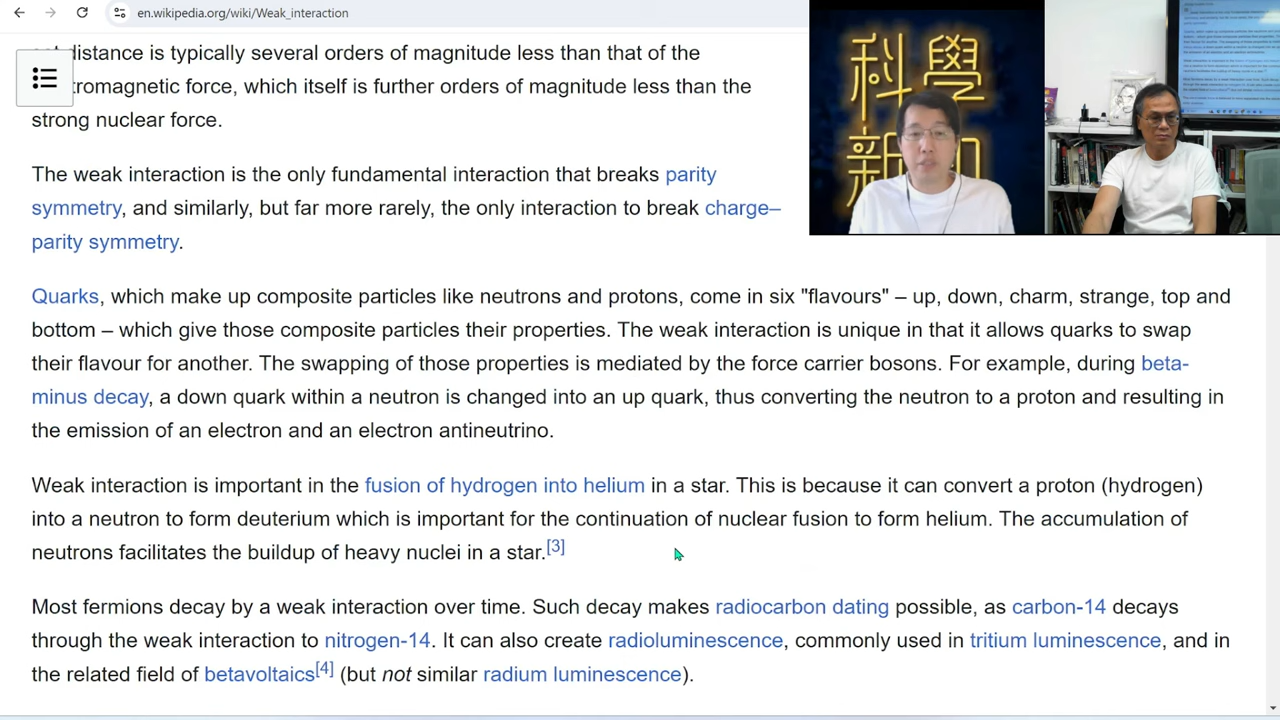 en.wikipedia.org/wiki/Weak_interaction
distance is typically several orders of magnitude less than that of the
romagnetic force, which itself is further orders of magnitude less than the
strong nuclear force.
The weak interaction is the only fundamental interaction that breaks parity
symmetry, and similarly, but far more rarely, the only interaction to break charge–
parity symmetry.
Quarks, which make up composite particles like neutrons and protons, come in six "flavours" – up, down, charm, strange, top and
bottom – which give those composite particles their properties. The weak interaction is unique in that it allows quarks to swap
their flavour for another. The swapping of those properties is mediated by the force carrier bosons. For example, during beta-
minus decay, a down quark within a neutron is changed into an up quark, thus converting the neutron to a proton and resulting in
the emission of an electron and an electron antineutrino.
Weak interaction is important in the fusion of hydrogen into helium in a star. This is because it can convert a proton (hydrogen)
into a neutron to form deuterium which is important for the continuation of nuclear fusion to form helium. The accumulation of
neutrons facilitates the buildup of heavy nuclei in a star.[3]
Most fermions decay by a weak interaction over time. Such decay makes radiocarbon dating possible, as carbon-14 decays
through the weak interaction to nitrogen-14. It can also create radioluminescence, commonly used in tritium luminescence, and in
the related field of betavoltaics[4] (but not similar radium luminescence).
科學
新